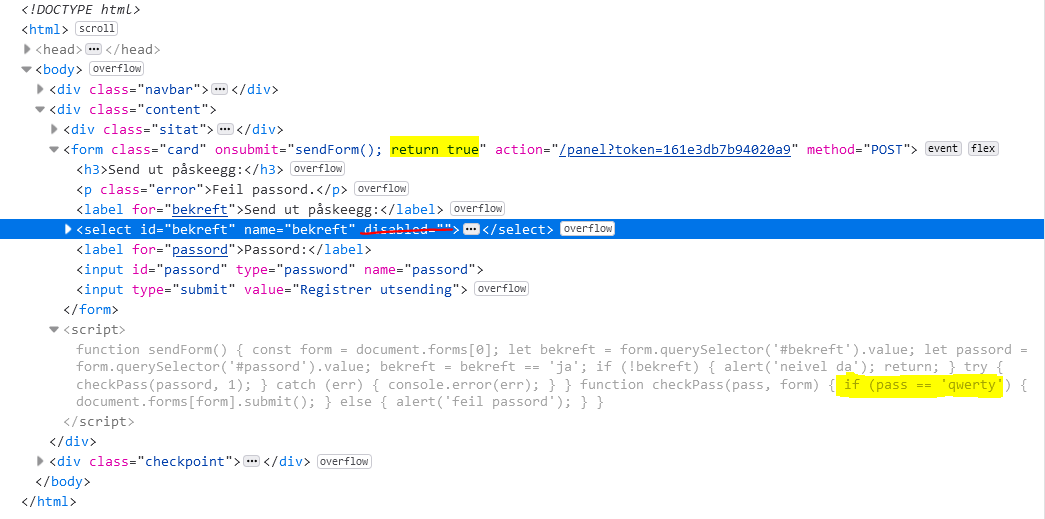 <!DOCTYPE html>
<html> scroll
<head> ··· </head>
<body> overflow
<div class="navbar"> ··· </div>
<div class="content">
<div class="sitat"> ··· </div>
<form class="card" onsubmit="sendForm(); return true" action="/panel?token=161e3db7b94020a9" method="POST"> event flex
<h3>Send ut påskeegg:</h3> overflow
<p class="error">Feil passord.</p> overflow
<label for="bekreft">Send ut påskeegg:</label> overflow
<select id="bekreft" name="bekreft" disabled=""> ··· </select> overflow
<label for="passord">Passord:</label>
<input id="passord" type="password" name="passord">
<input type="submit" value="Registrer utsending"> overflow
</form>
<script>
function sendForm() { const form = document.forms[0]; let bekreft = form.querySelector('#bekreft').value; let passord =
form.querySelector('#passord').value; bekreft = bekreft == 'ja'; if (!bekreft) { alert('neivel da'); return; } try {
checkPass(passord, 1); } catch (err) { console.error(err); } } function checkPass(pass, form) { if (pass == 'qwerty') {
document.forms[form].submit(); } else { alert('feil passord'); } }
</script>
</div>
<div class="checkpoint"> ··· </div> overflow
</body>
</html>